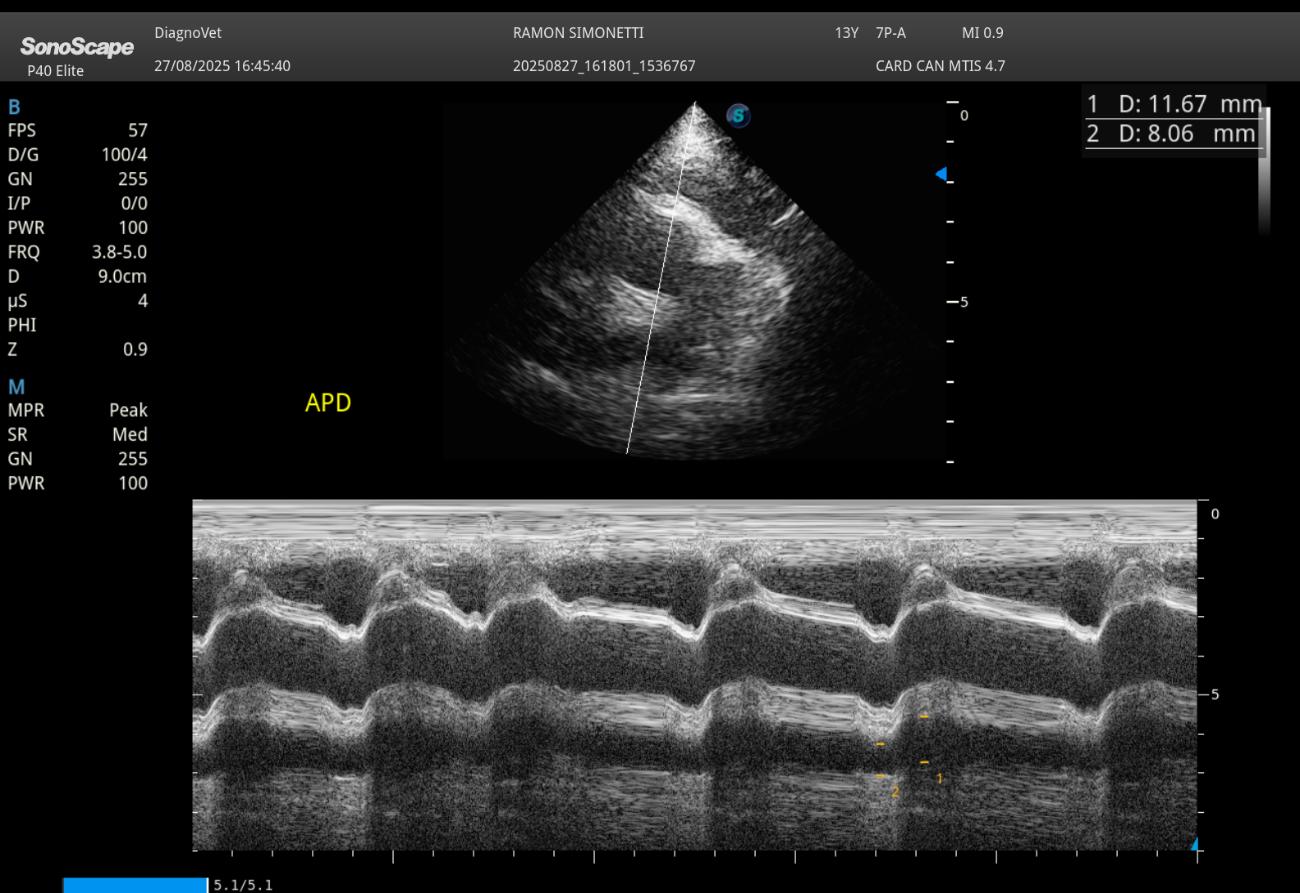 SonoScape
P40 Elite
DiagnoVet
27/08/2025 16:45:40
RAMON SIMONETTI
20250827_161801_1536767
13Y 7P-A MI 0.9
CARD CAN MTIS 4.7
1 D: 11.67 mm
2 D: 8.06 mm
B
FPS 57
D/G 100/4
GN 255
I/P 0/0
PWR 100
FRQ 3.8-5.0
D 9.0cm
µS 4
PHI
Z 0.9
M
MPR Peak
SR Med
GN 255
PWR 100
S
0
5
APD
0
5
1
2
5.1/5.1